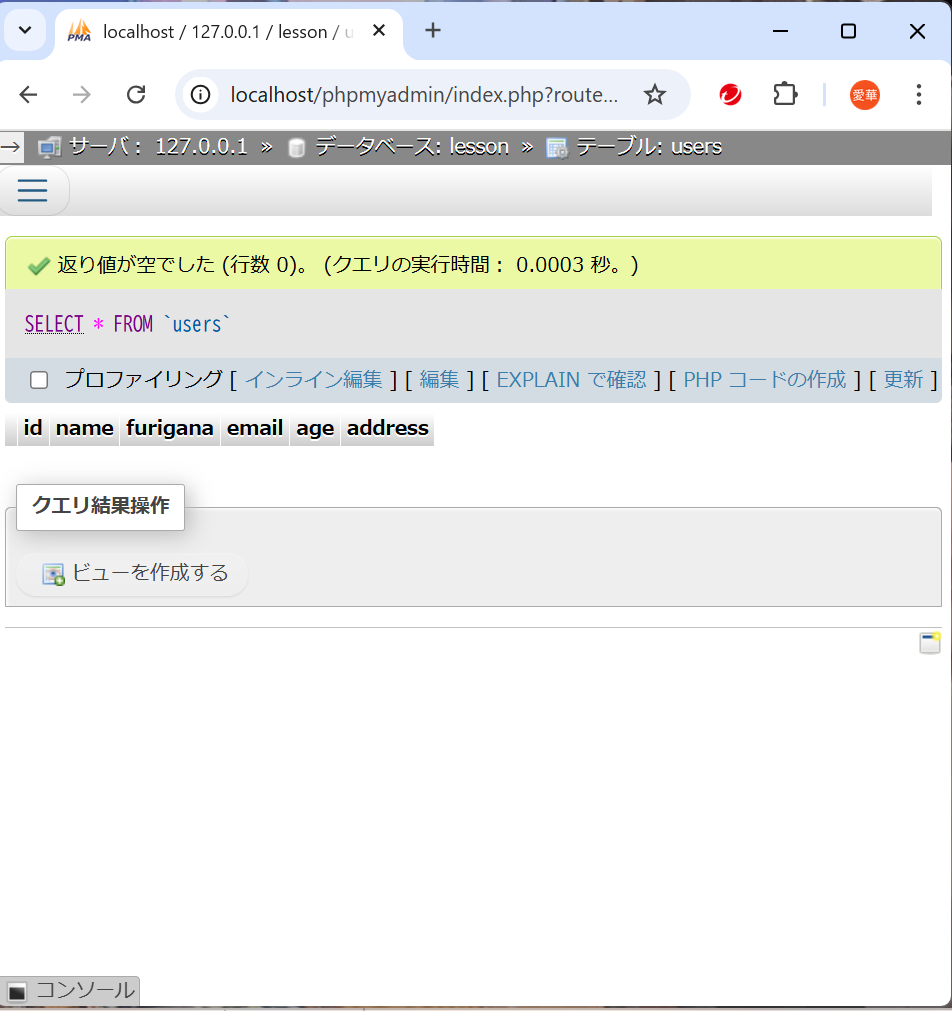 PMA localhost / 127.0.0.1 / lesson / u
localhost/phpmyadmin/index.php?route... 愛華
サーバ: 127.0.0.1 » データベース: lesson » テーブル: users
返り値が空でした (行数 0)。 (クエリの実行時間: 0.0003 秒。)
SELECT * FROM `users`
プロファイリング [ インライン編集 ] [ 編集 ] [ EXPLAIN で確認 ] [ PHP コードの作成 ] [ 更新 ]
id name furigana email age address
クエリ結果操作
ビューを作成する
コンソール